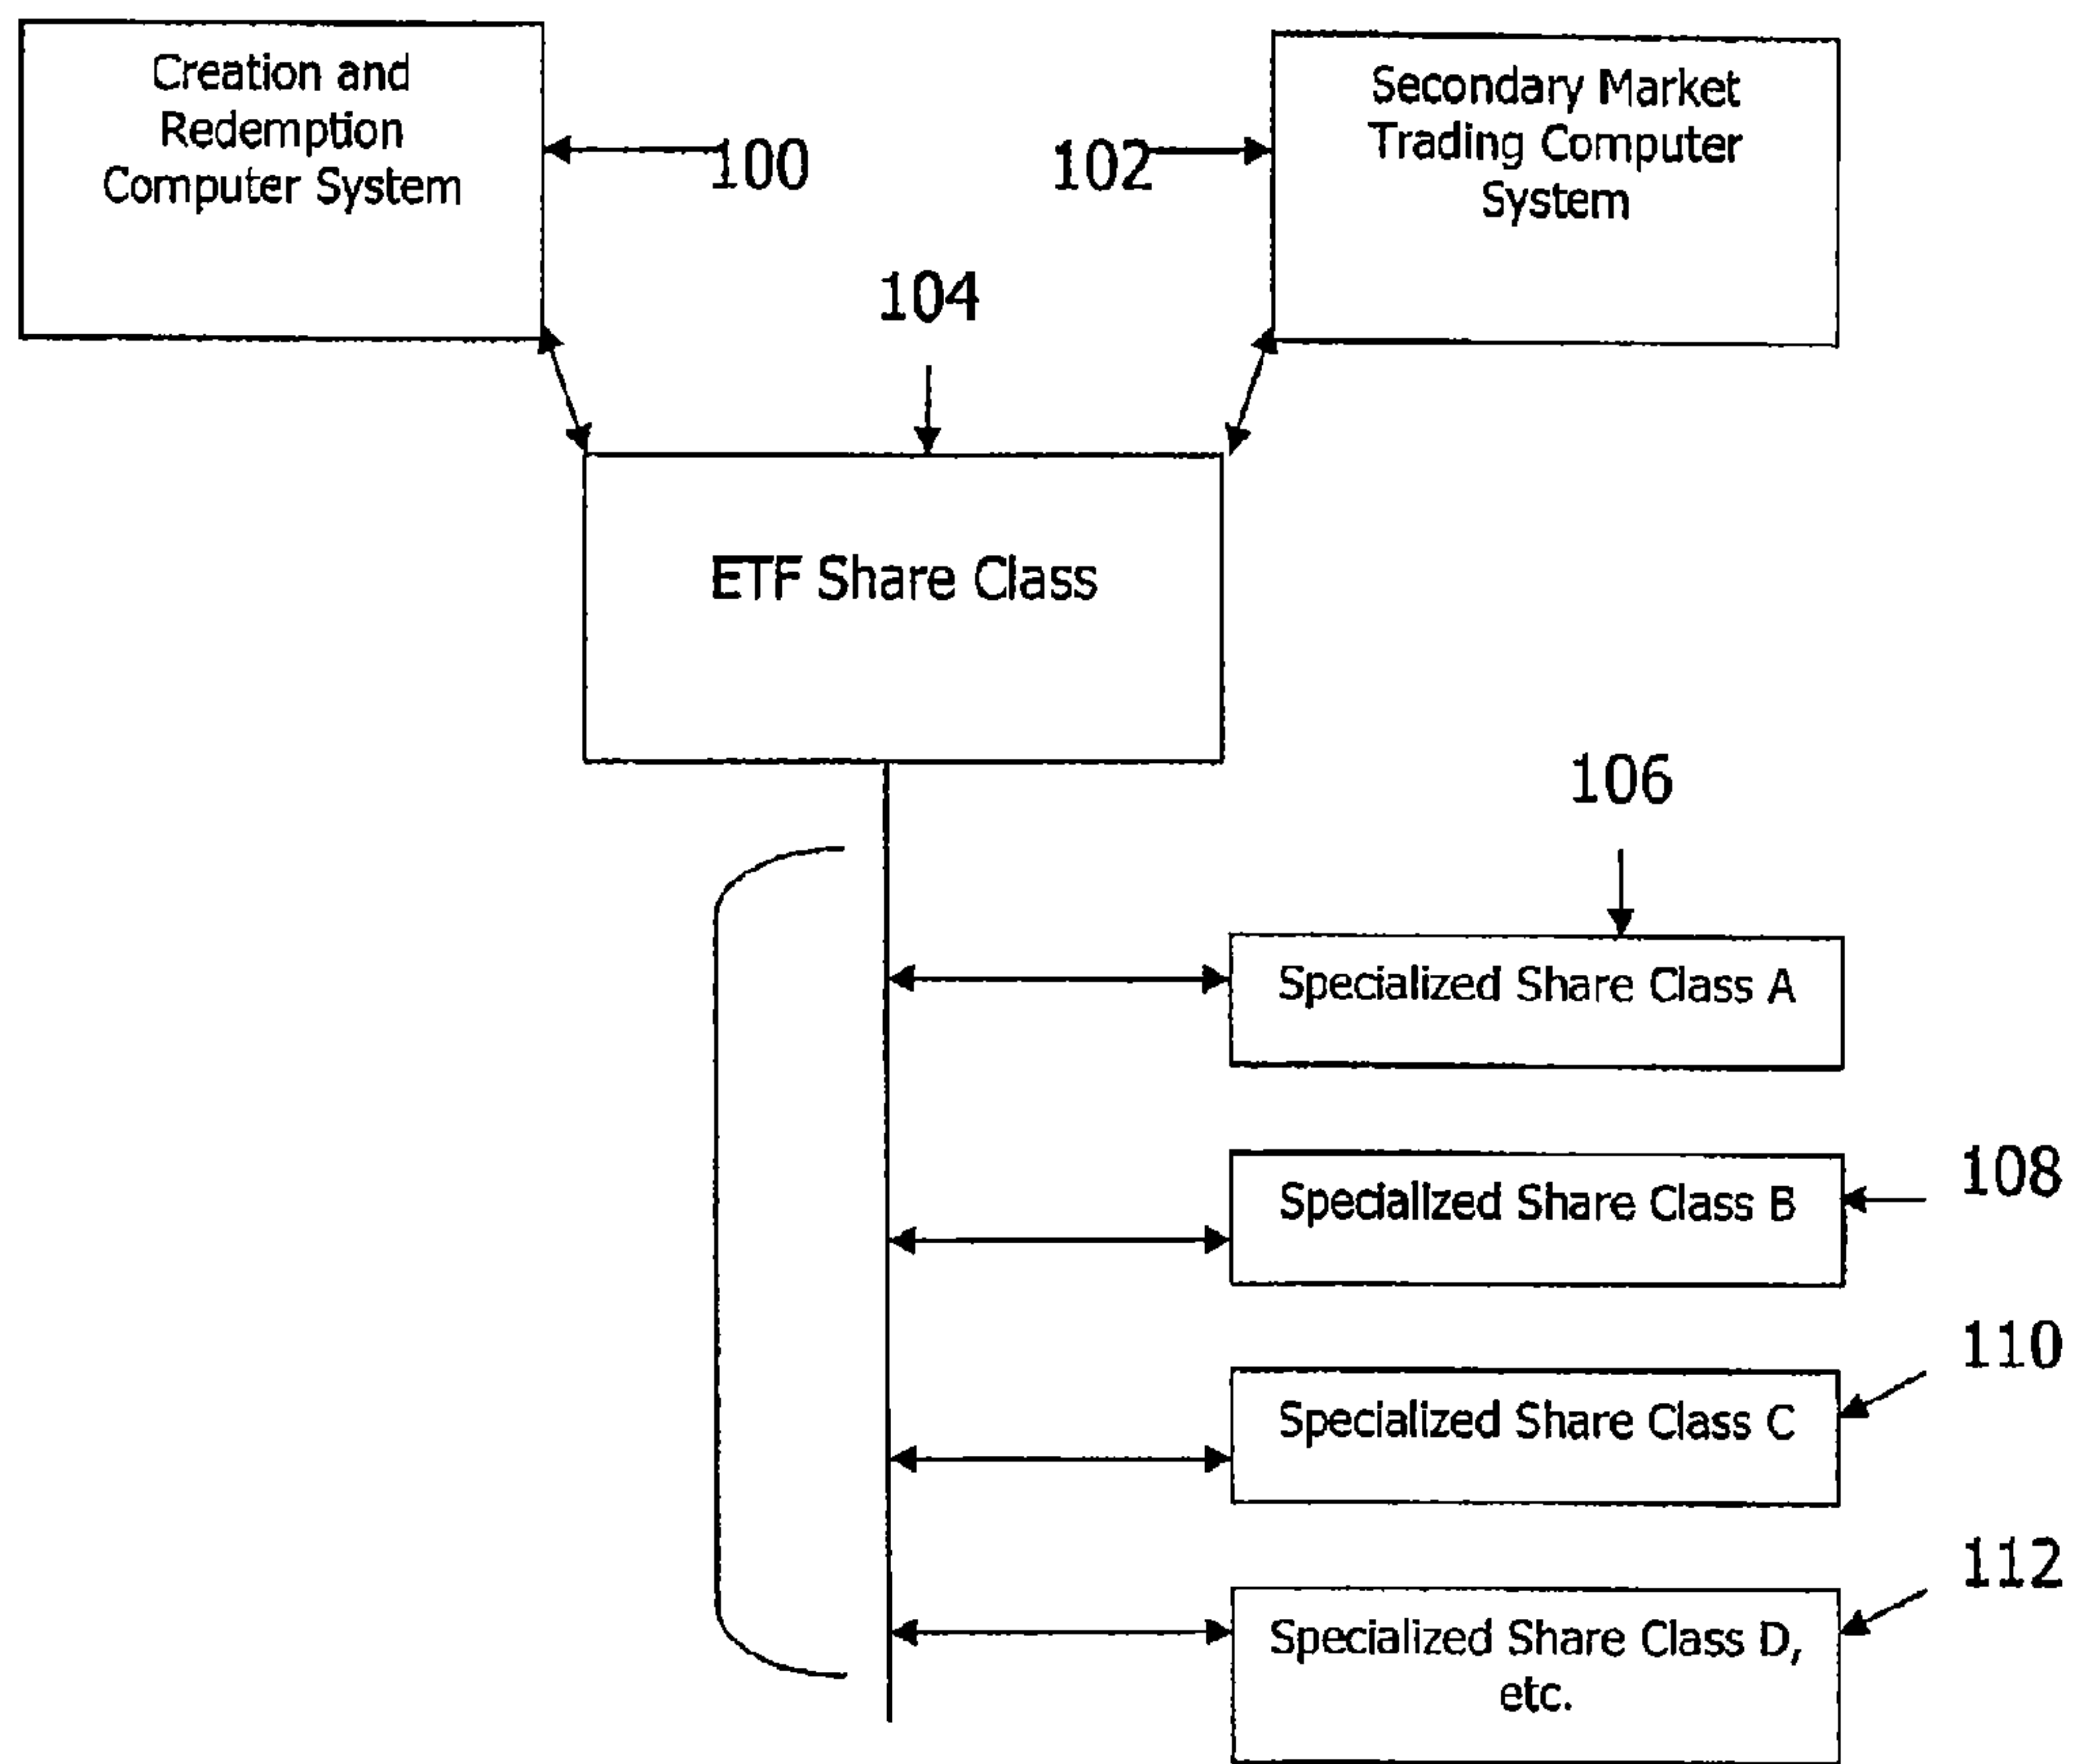 Creation and
Redemption
Computer System
100
102
Secondary Market
Trading Computer
System
104
ETF Share Class
106
Specialized Share Class A
108
Specialized Share Class B
110
Specialized Share Class C
112
Specialized Share Class D,
etc.